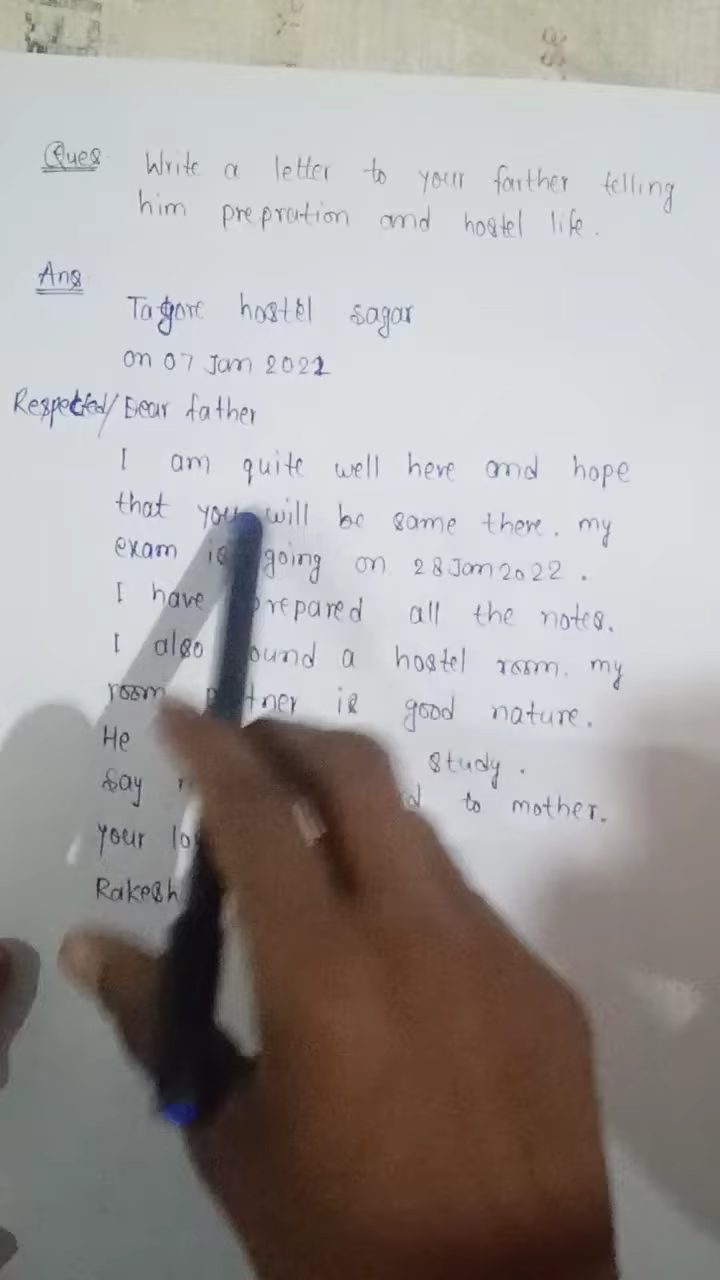 Ques Write a letter to your farther telling
him prepration and hostel life.
Ans
Tagore hostel sagar
on 07 Jan 2022
Respected/Dear father
I am quite well here and hope
that you will be same there. my
exam is going on 28 Jan 2022.
I have prepared all the notes.
I also found a hostel room. my
room partner is good nature.
He study.
Say to mother.
your
Rakesh